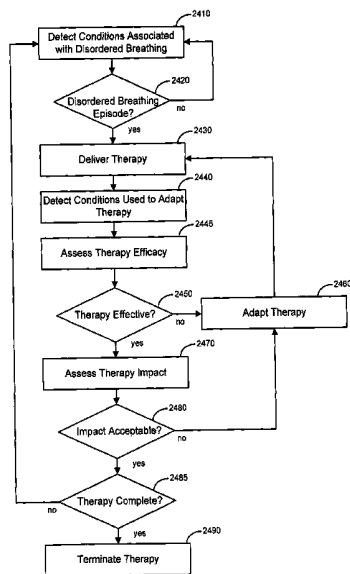 2410
Detect Conditions Associated
with Disordered Breathing
2420
Disordered Breathing
Episode?
no
yes
2430
Deliver Therapy
2440
Detect Conditions Used to Adapt
Therapy
2445
Assess Therapy Efficacy
2450
Therapy Effective?
no
2460
Adapt Therapy
yes
2470
Assess Therapy Impact
2480
Impact Acceptable?
no
yes
2485
Therapy Complete?
no
yes
2490
Terminate Therapy